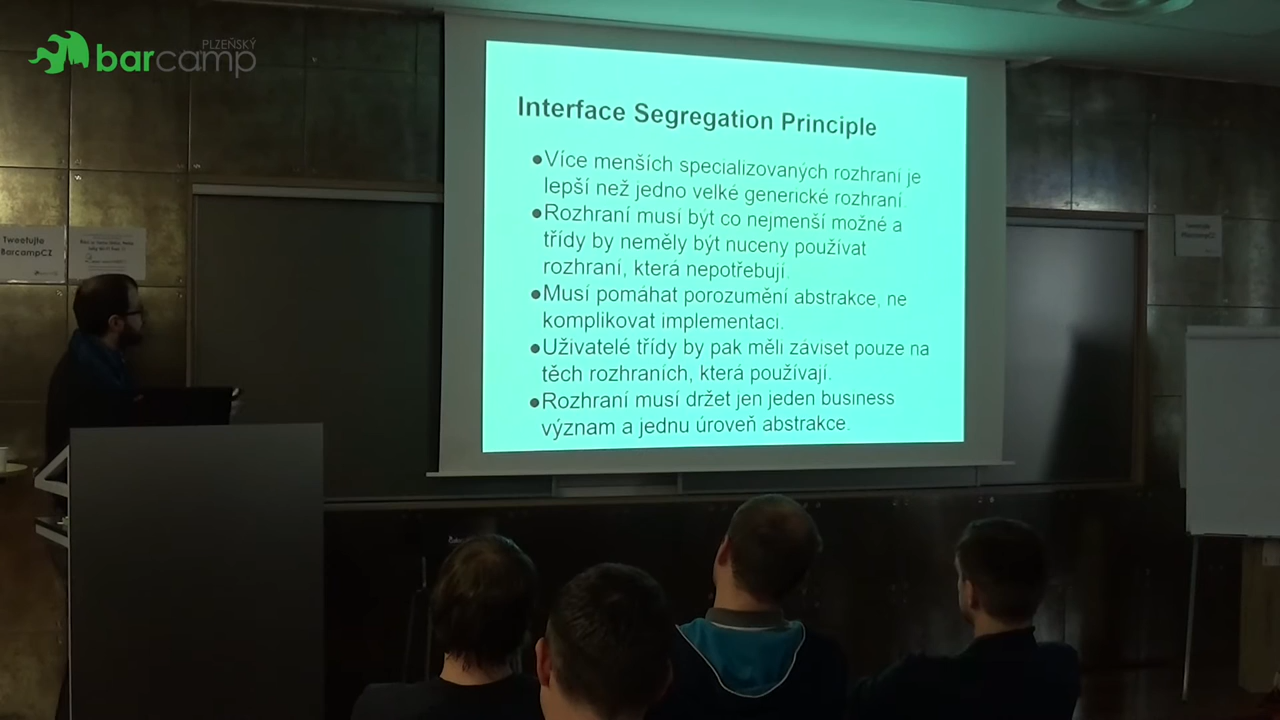 PLZEŇSKÝ
barcamp
Interface Segregation Principle
●Více menších specializovaných rozhraní je
lepší než jedno velké generické rozhraní.
●Rozhraní musí být co nejmenší možné a
třídy by neměly být nuceny používat
rozhraní, která nepotřebují.
●Musí pomáhat porozumění abstrakce, ne
komplikovat implementaci.
●Uživatelé třídy by pak měli záviset pouze na
těch rozhraních, která používají.
●Rozhraní musí držet jen jeden business
význam a jednu úroveň abstrakce.
Tweetujte
BarcampCZ